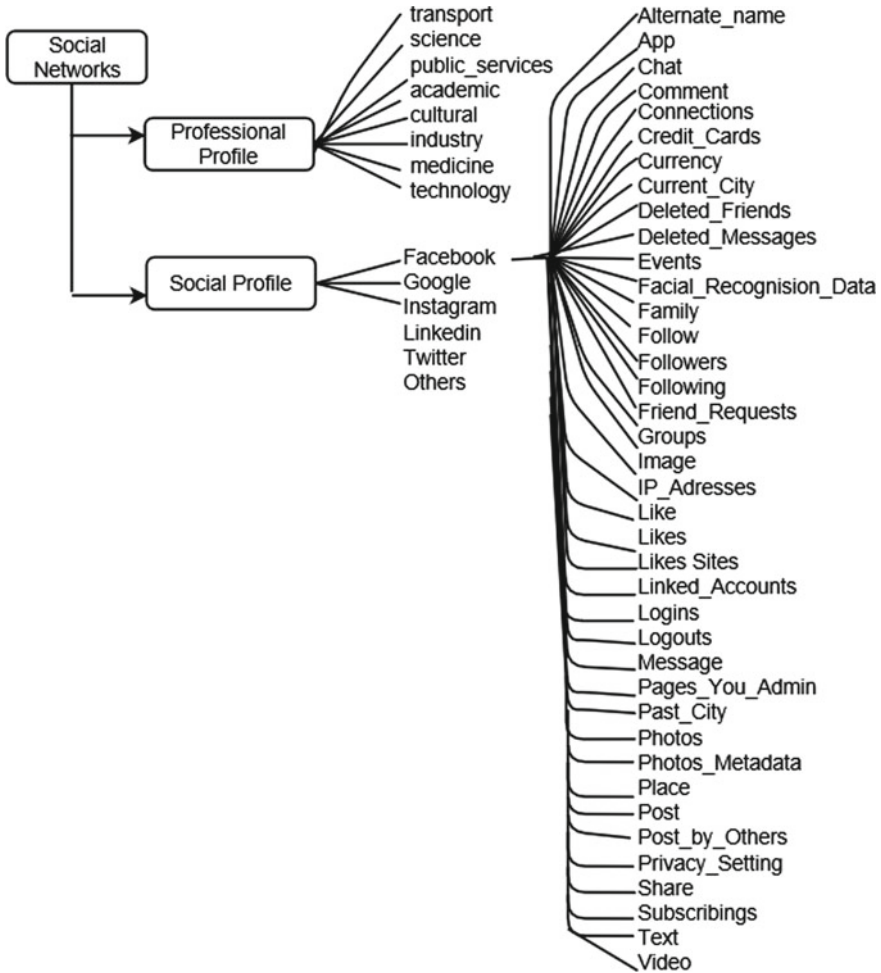 Social
Networks
Professional
Profile
transport
science
public_services
academic
cultural
industry
medicine
technology
Social Profile
Facebook
Google
Instagram
Linkedin
Twitter
Others
Alternate_name
App
Chat
Comment
Connections
Credit_Cards
Currency
Current_City
Deleted_Friends
Deleted_Messages
Events
Facial_Recognision_Data
Family
Follow
Followers
Following
Friend_Requests
Groups
Image
IP_Adresses
Like
Likes
Likes Sites
Linked_Accounts
Logins
Logouts
Message
Pages_You_Admin
Past_City
Photos
Photos_Metadata
Place
Post
Post_by_Others
Privacy_Setting
Share
Subscribings
Text
Video